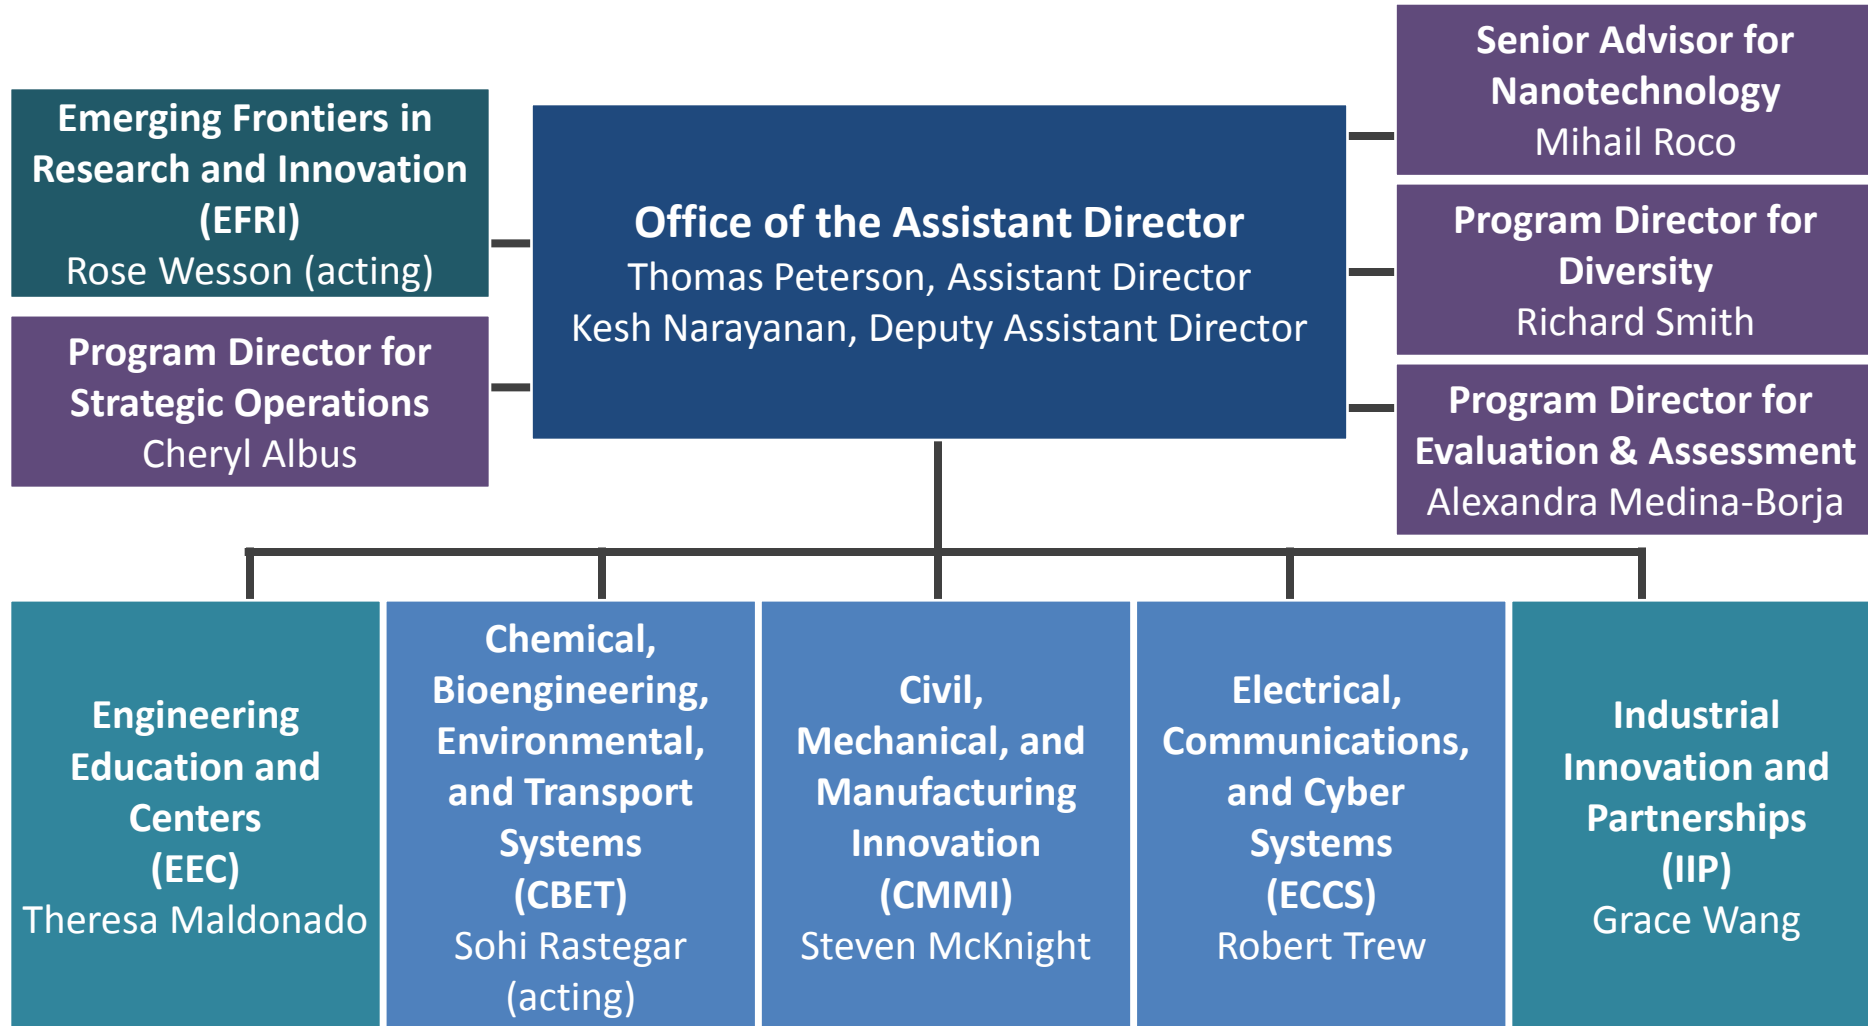 Emerging Frontiers in
Research and Innovation
(EFRI)
Rose Wesson (acting)
Program Director for
Strategic Operations
Cheryl Albus
Office of the Assistant Director
Thomas Peterson, Assistant Director
Kesh Narayanan, Deputy Assistant Director
Senior Advisor for
Nanotechnology
Mihail Roco
Program Director for
Diversity
Richard Smith
Program Director for
Evaluation & Assessment
Alexandra Medina-Borja
Engineering
Education and
Centers
(EEC)
Theresa Maldonado
Chemical,
Bioengineering,
Environmental,
and Transport
Systems
(CBET)
Sohi Rastegar
(acting)
Civil,
Mechanical, and
Manufacturing
Innovation
(CMMI)
Steven McKnight
Electrical,
Communications,
and Cyber
Systems
(ECCS)
Robert Trew
Industrial
Innovation and
Partnerships
(IIP)
Grace Wang